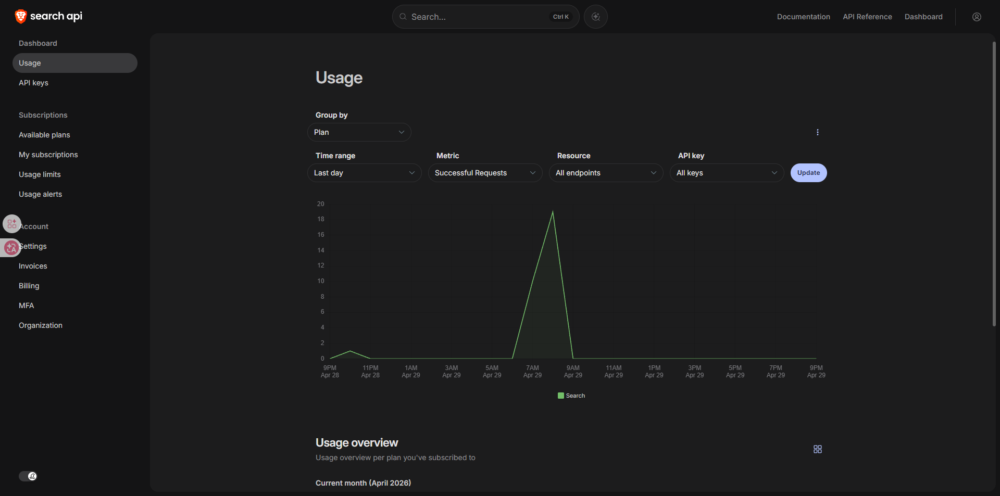 search api
Search...
Ctrl K
Documentation
API Reference
Dashboard
Dashboard
Usage
API keys
Subscriptions
Available plans
My subscriptions
Usage limits
Usage alerts
Account
Settings
Invoices
Billing
MFA
Organization
Usage
Group by
Plan
Time range
Metric
Resource
API key
Last day
Successful Requests
All endpoints
All keys
Update
20
18
16
14
12
10
8
6
4
2
0
9PM
Apr 28
11PM
Apr 28
1AM
Apr 29
3AM
Apr 29
5AM
Apr 29
7AM
Apr 29
9AM
Apr 29
11AM
Apr 29
1PM
Apr 29
3PM
Apr 29
5PM
Apr 29
7PM
Apr 29
9PM
Apr 29
Search
Usage overview
Usage overview per plan you've subscribed to
Current month (April 2026)